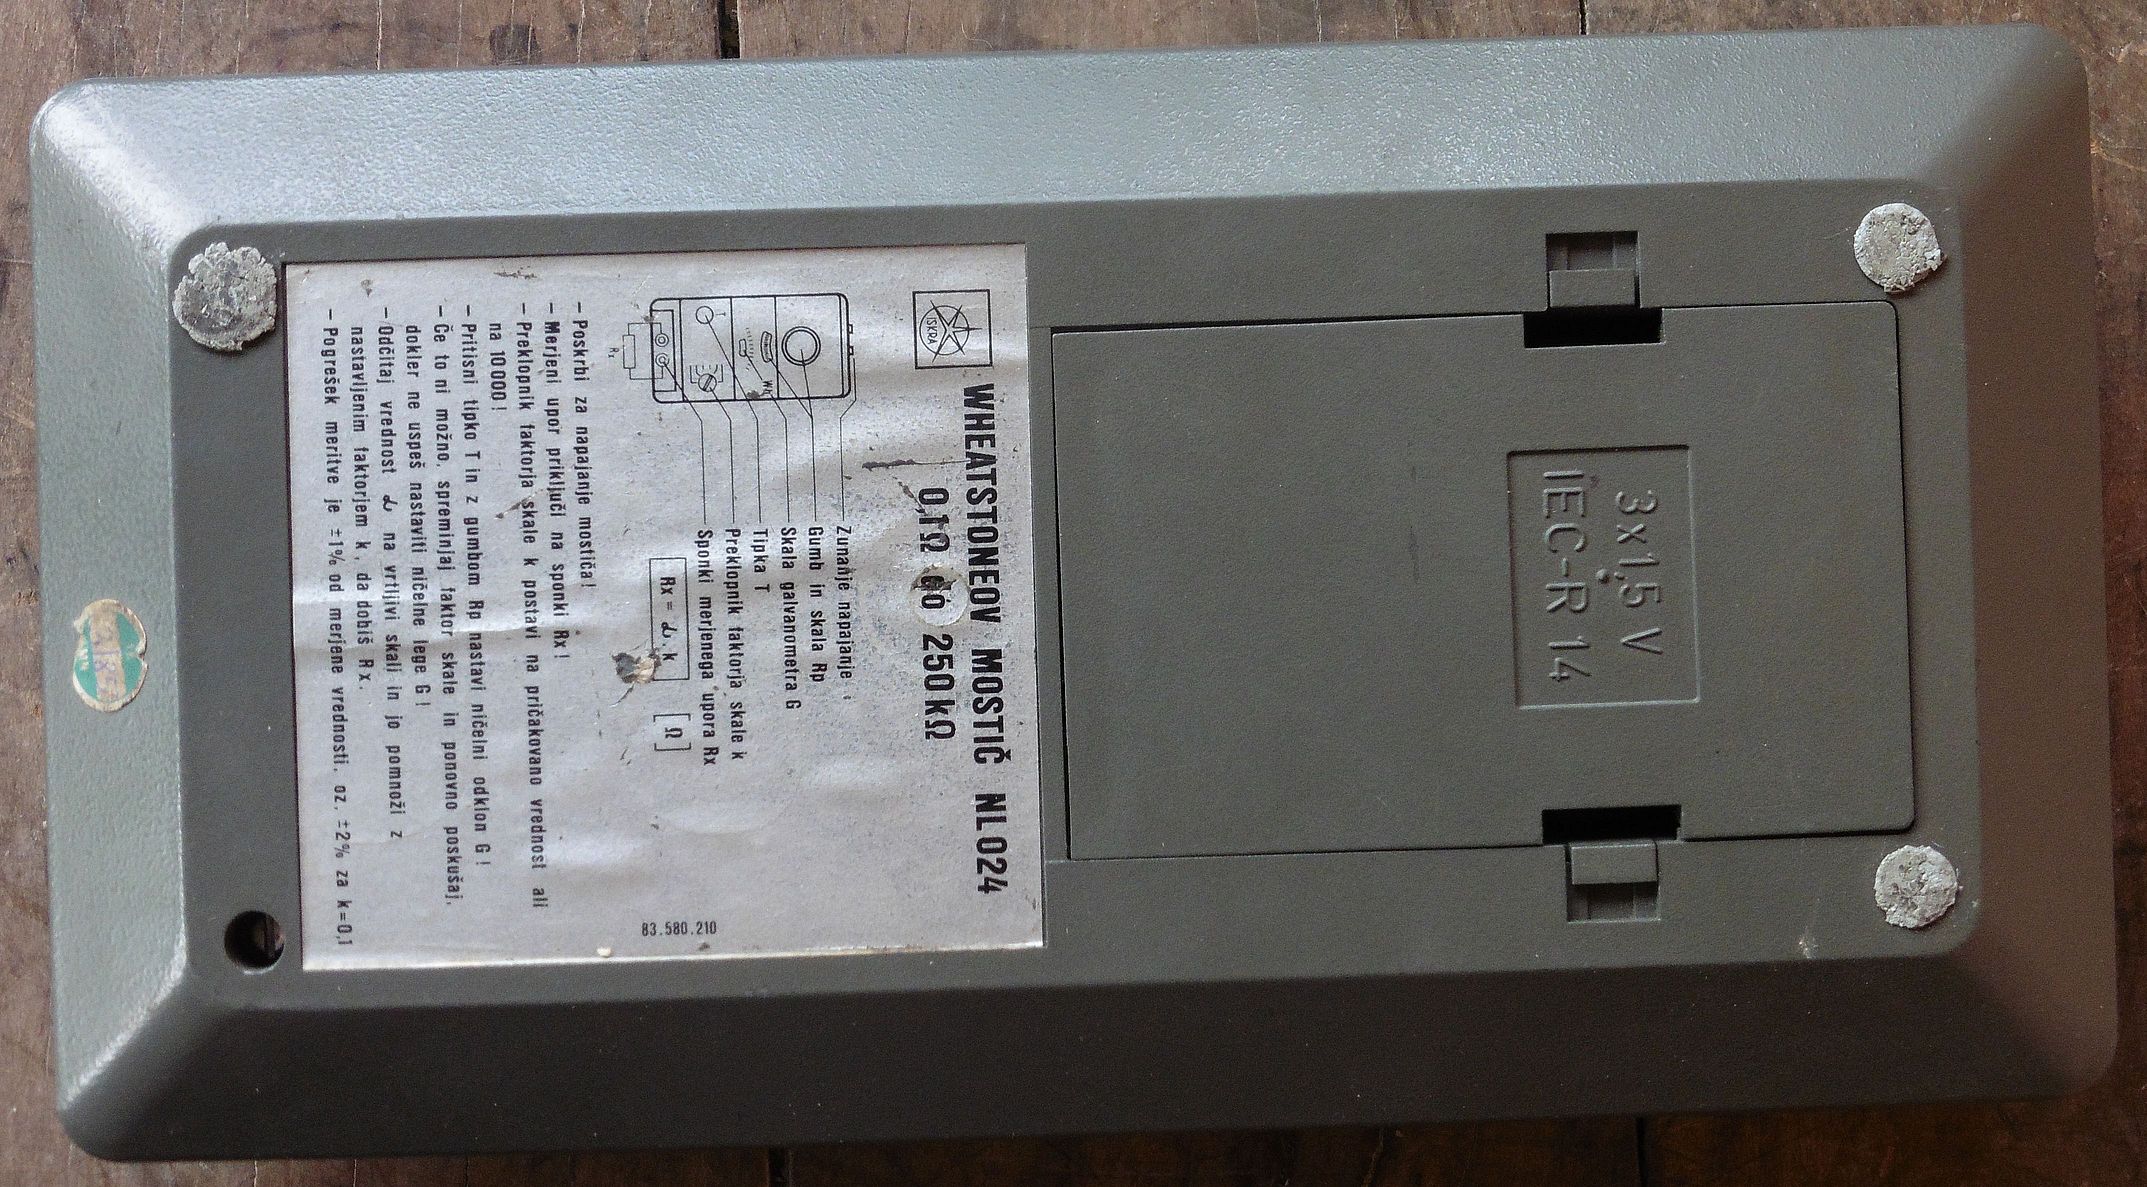 3x1,5 V
IEC-R 14
ISKRA
WHEATSTONEOV MOSTIČ NL024
0,1Ω do 250kΩ
Zunanje napajanje
Gumb in skala Rp
Skala galvanometra G
Tipka T
Preklopnik faktorja skale k
Sponki merjenega upora Rx
T
Rx
Rx = α . k [Ω]
- Poskrbi za napajanje mostiča!
- Merjeni upor priključi na sponki Rx!
- Preklopnik faktorja skale k postavi na pričakovano vrednost ali
na 10000!
- Pritisni tipko T in z gumbom Rp nastavi ničelni odklon G!
- Če to ni možno, spreminjaj faktor skale in ponovno poskušaj,
dokler ne uspeš nastaviti ničelne lege G!
- Odčitaj vrednost α na vrtljivi skali in jo pomnoži z
nastavljenim faktorjem k, da dobiš Rx.
- Pogrešek meritve je ±1% od merjene vrednosti, oz. ±2% za k=0,1
83.580.210